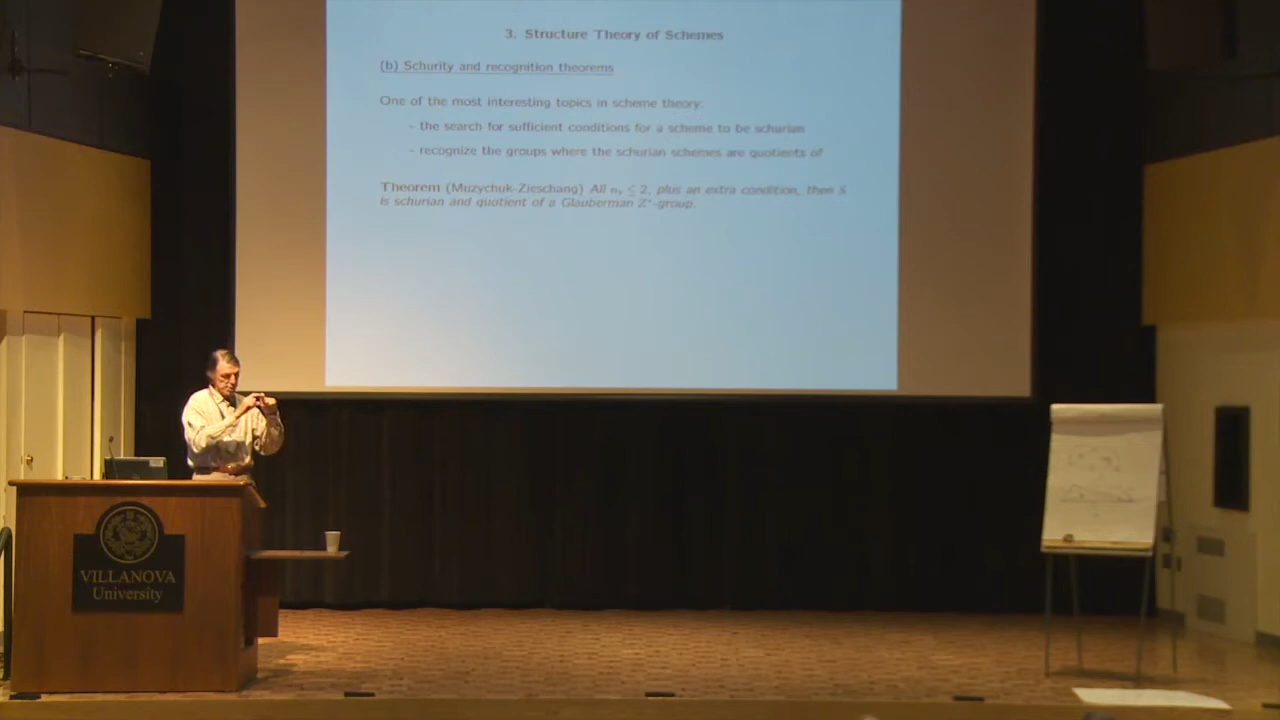 3. Structure Theory of Schemes
(b) Schurity and recognition theorems
One of the most interesting topics in scheme theory:
- the search for sufficient conditions for a scheme to be schurian
- recognize the groups where the schurian schemes are quotients of
Theorem (Muzychuk-Zieschang) All nₛ ≤ 2, plus an extra condition, then S
is schurian and quotient of a Glauberman Z*-group.
VILLANOVA
University